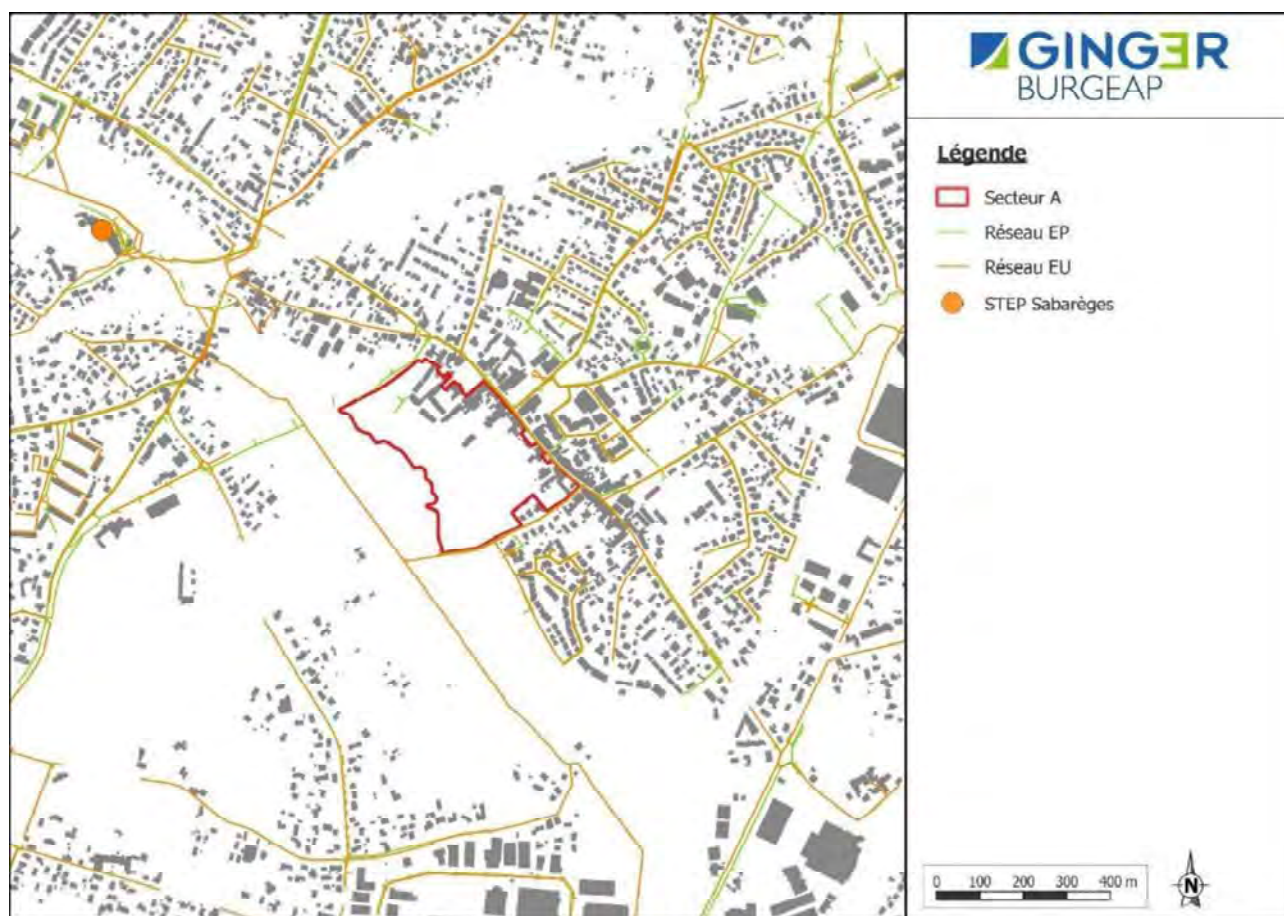 GINGER
BURGEAP
Légende
Secteur A
Réseau EP
Réseau EU
STEP Sabarèges
0 100 200 300 400 m
N